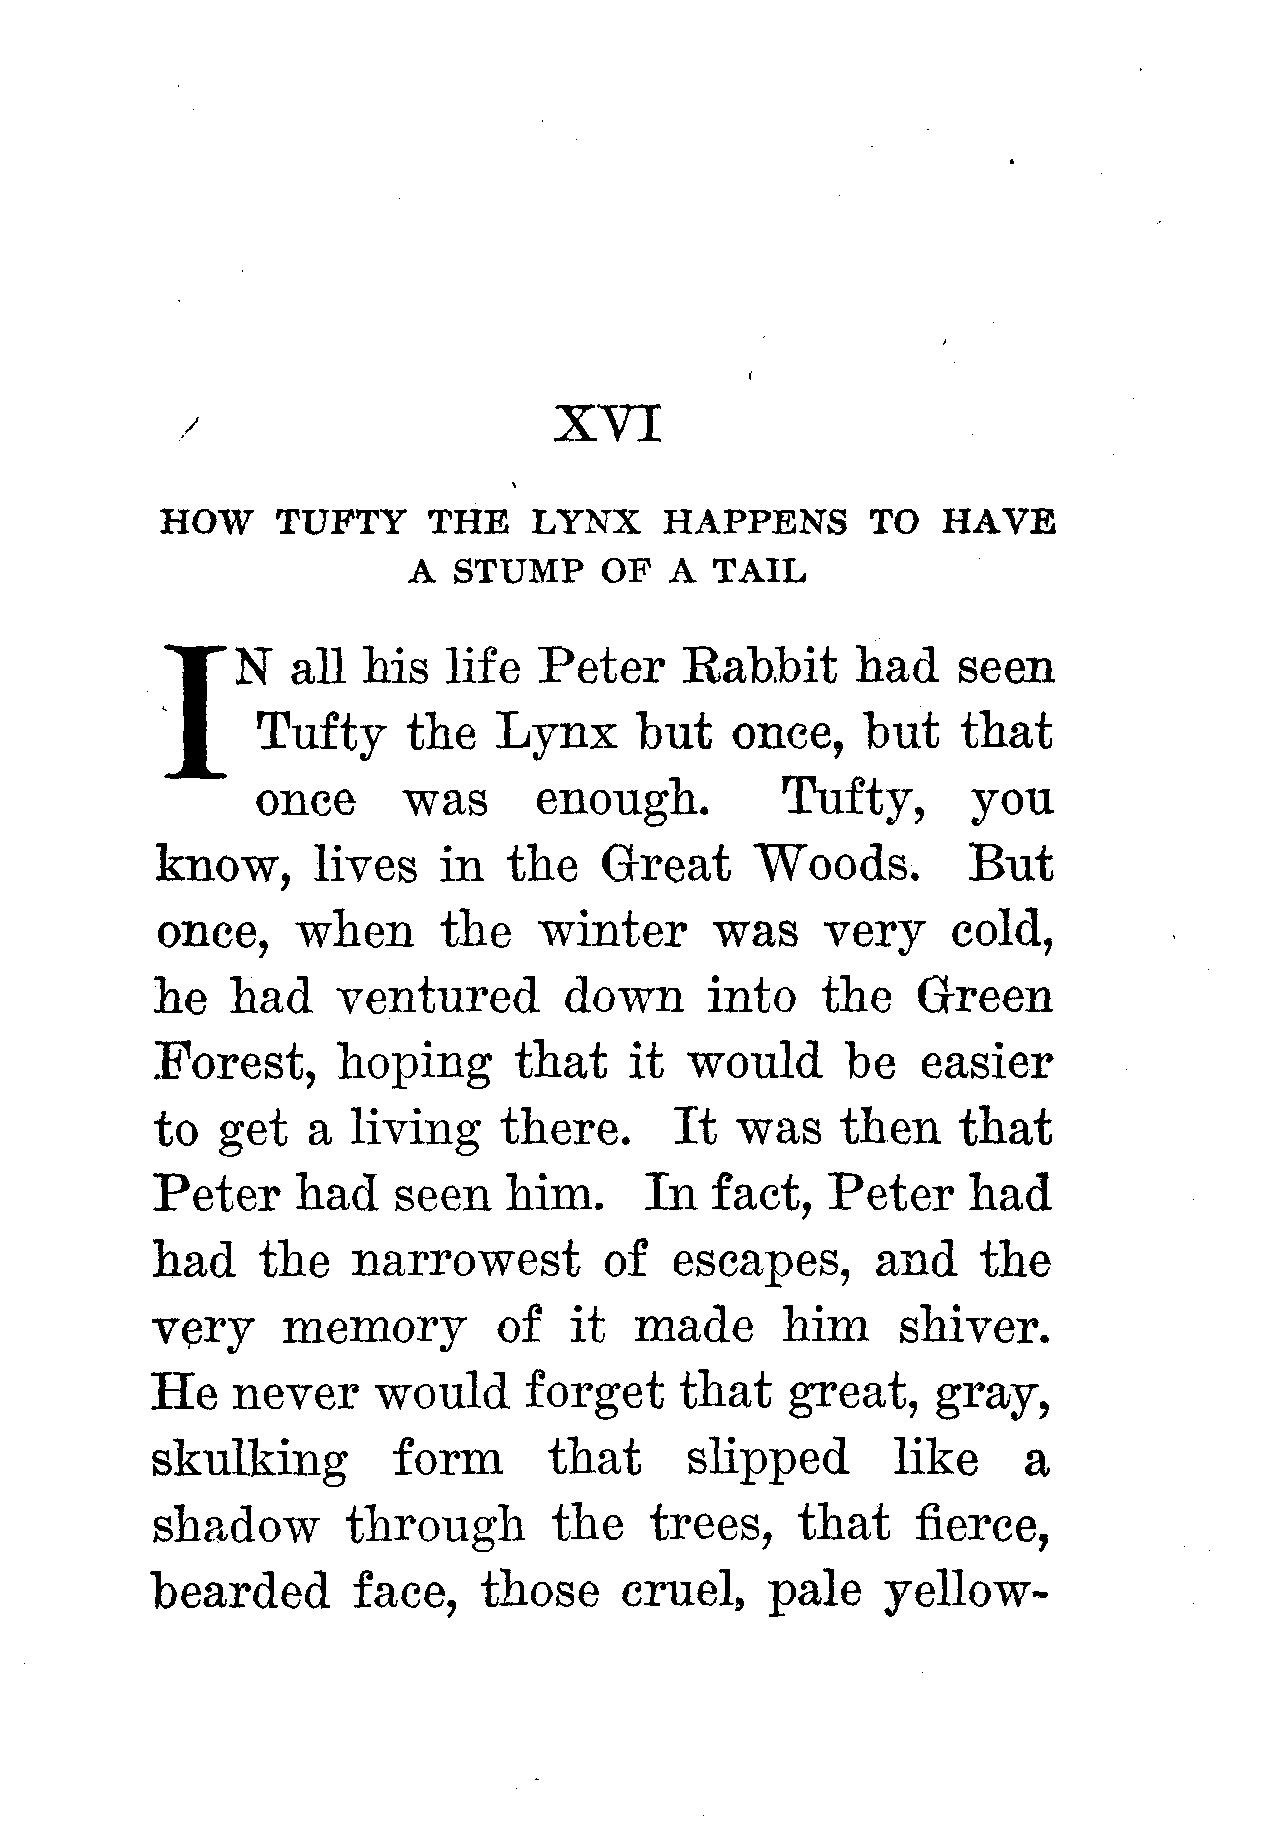 XVI
HOW TUFTY THE LYNX HAPPENS TO HAVE
A STUMP OF A TAIL
IN all his life Peter Rabbit had seen
Tufty the Lynx but once, but that
once was enough. Tufty, you
know, lives in the Great Woods. But
once, when the winter was very cold,
he had ventured down into the Green
Forest, hoping that it would be easier
to get a living there. It was then that
Peter had seen him. In fact, Peter had
had the narrowest of escapes, and the
very memory of it made him shiver.
He never would forget that great, gray,
skulking form that slipped like a
shadow through the trees, that fierce,
bearded face, those cruel, pale yellow-